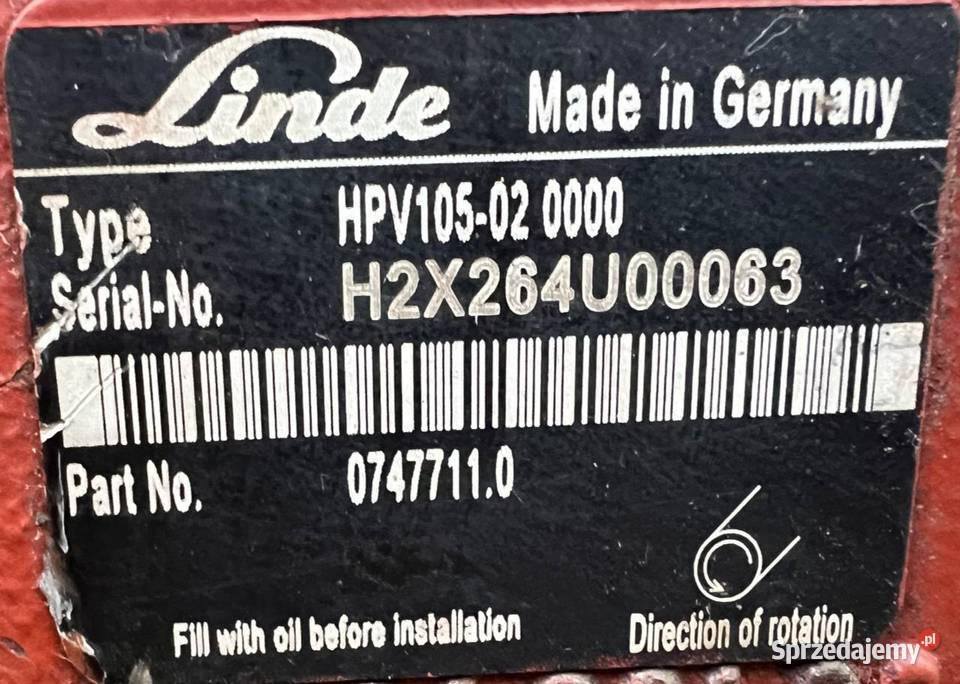 Linde Made in Germany
Type HPV105-02 0000
Serial-No. H2X264U00063
Part No. 0747711.0
Fill with oil before installation Direction of rotation
Sprzedajemy.pl